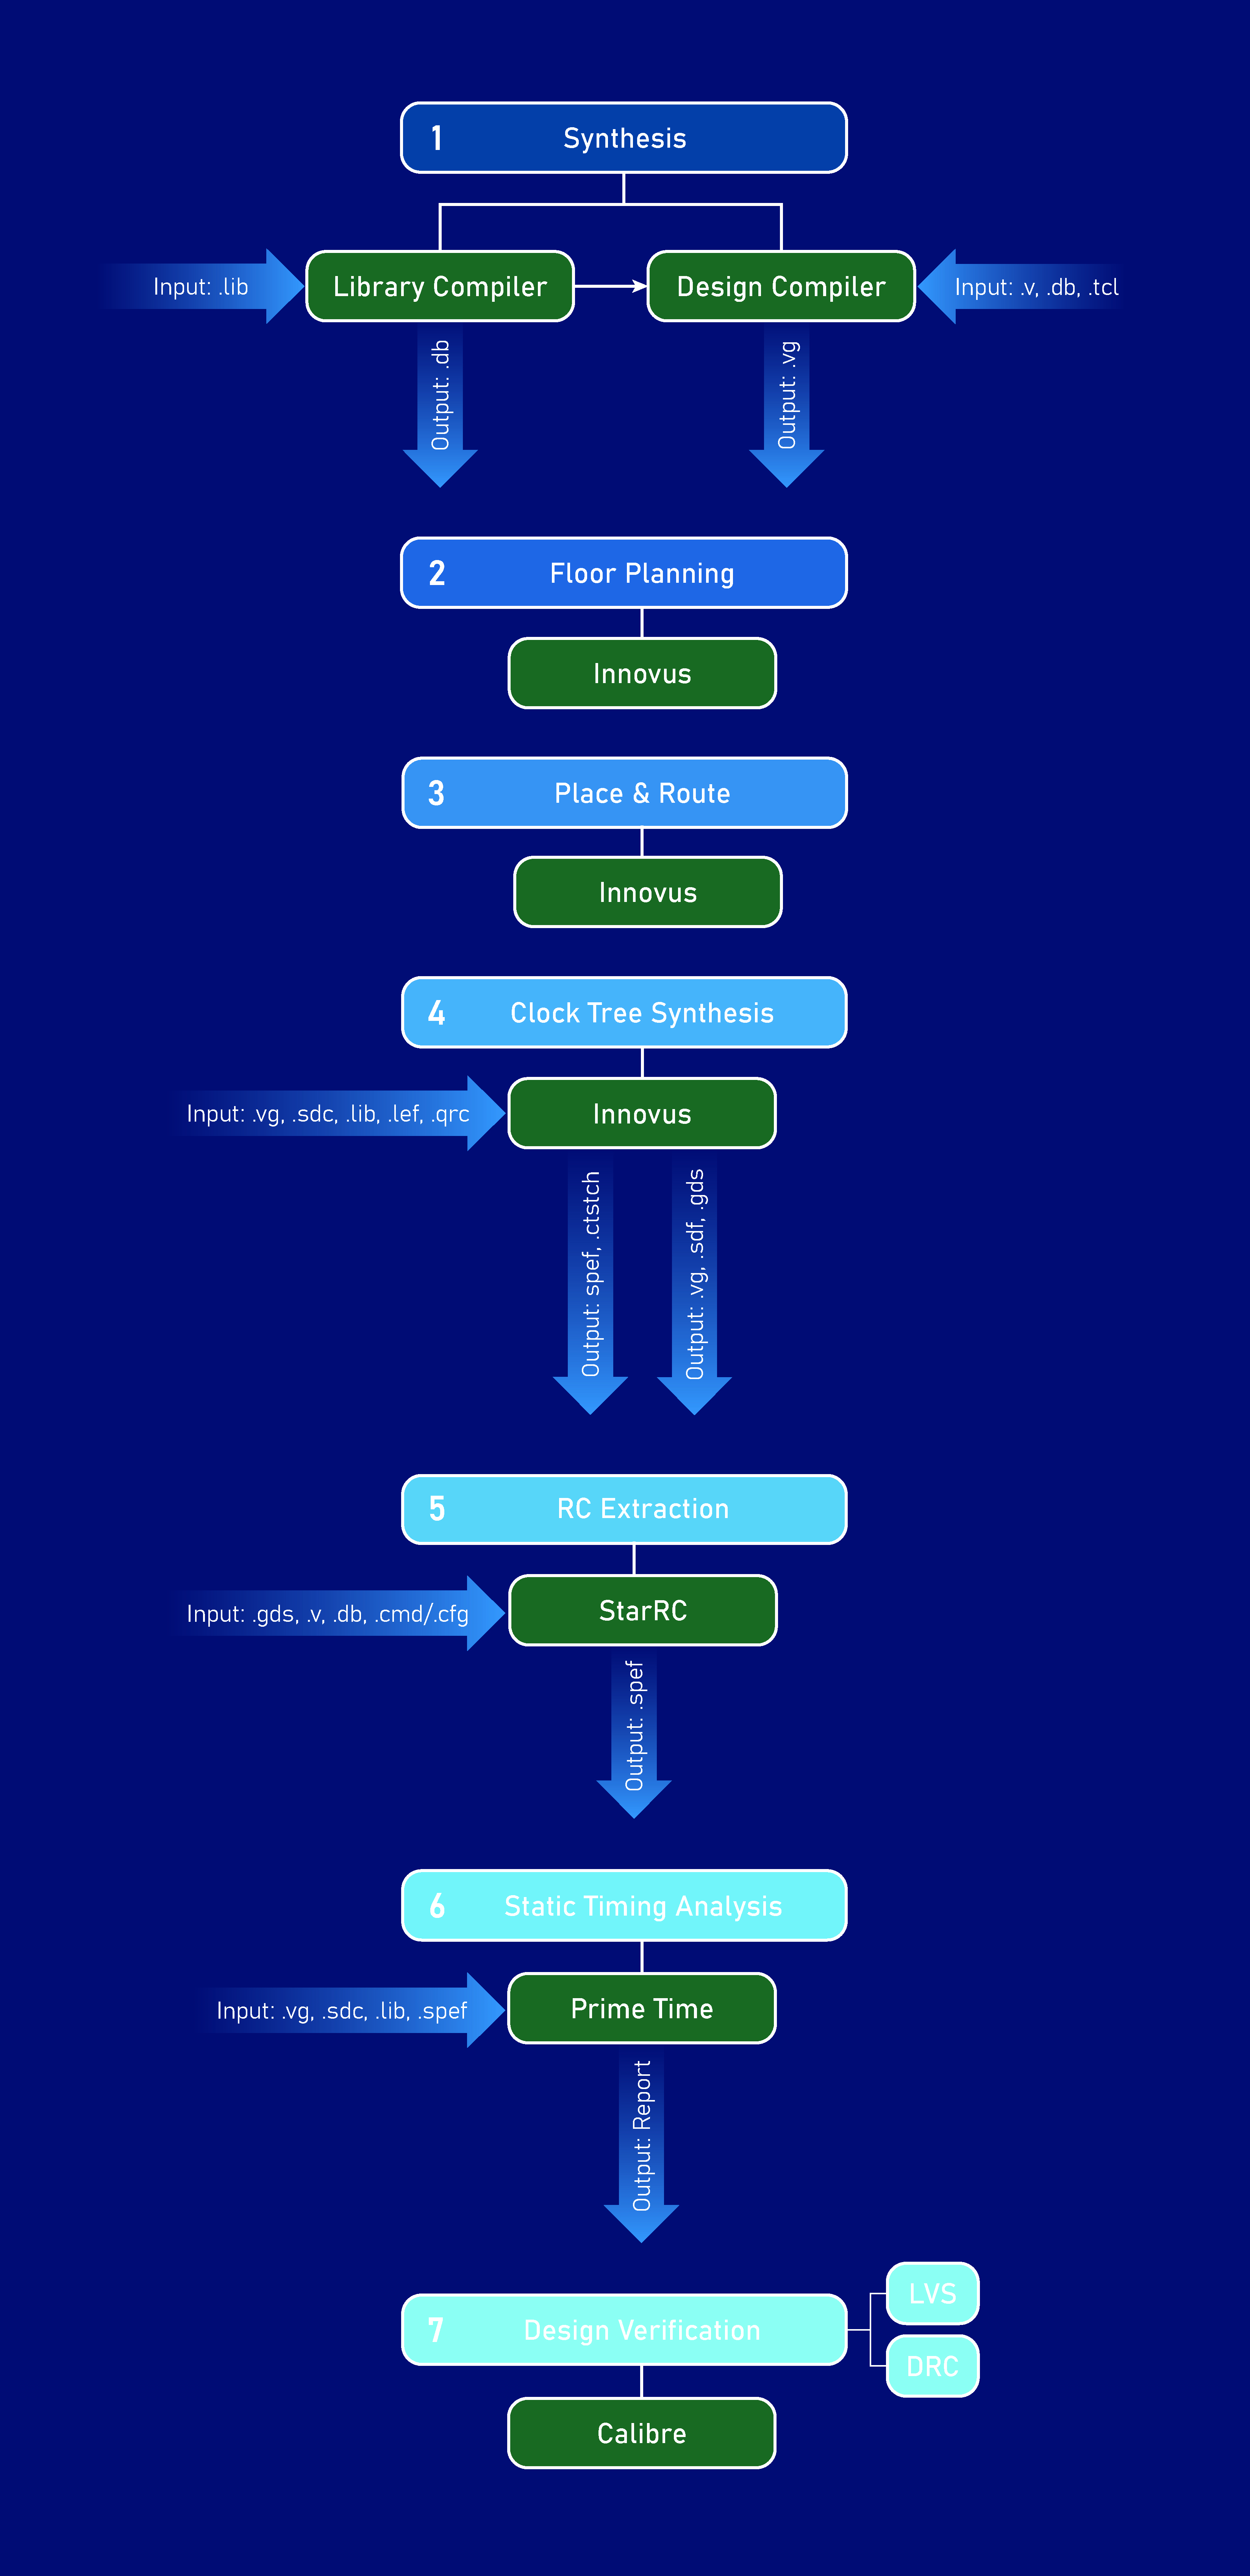 1 Synthesis
Input: .lib
Library Compiler
Design Compiler
Input: .v, .db, .tcl
Output: .db
Output: .vg
2 Floor Planning
Innovus
3 Place & Route
Innovus
4 Clock Tree Synthesis
Input: .vg, .sdc, .lib, .lef, .qrc
Innovus
Output: spef, .ctstch
Output: .vg, .sdf, .gds
5 RC Extraction
Input: .gds, .v, .db, .cmd/.cfg
StarRC
Output: .spef
6 Static Timing Analysis
Input: .vg, .sdc, .lib, .spef
Prime Time
Output: Report
7 Design Verification
LVS
DRC
Calibre